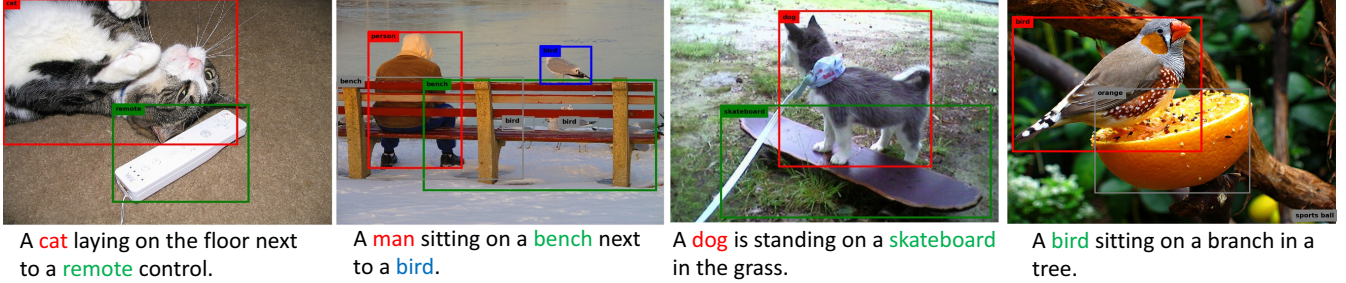 cat
remote
person
bird
bench
bench
bird
bird
dog
skateboard
bird
orange
sports ball
A cat laying on the floor next
to a remote control.
A man sitting on a bench next
to a bird.
A dog is standing on a skateboard
in the grass.
A bird sitting on a branch in a
tree.